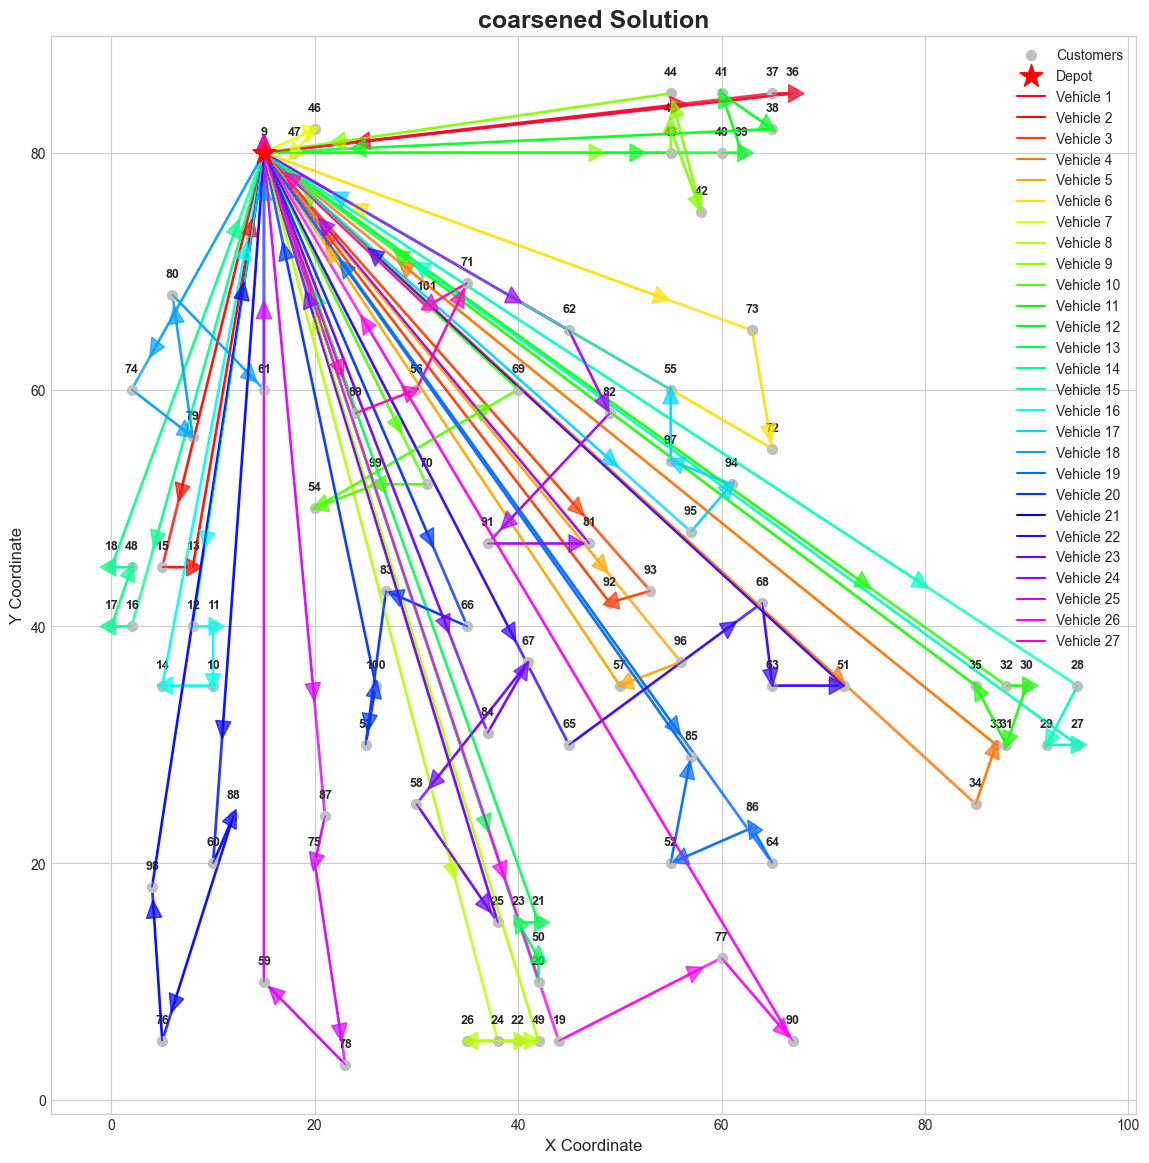 coarsened Solution
Customers
Depot
Vehicle 1
Vehicle 2
Vehicle 3
Vehicle 4
Vehicle 5
Vehicle 6
Vehicle 7
Vehicle 8
Vehicle 9
Vehicle 10
Vehicle 11
Vehicle 12
Vehicle 13
Vehicle 14
Vehicle 15
Vehicle 16
Vehicle 17
Vehicle 18
Vehicle 19
Vehicle 20
Vehicle 21
Vehicle 22
Vehicle 23
Vehicle 24
Vehicle 25
Vehicle 26
Vehicle 27
44 41 37 36
46 38
9 47 39 40
42
80 71 101
62 73
74 61 56 69 55
89 82
79 72
97 94
99 70
54
95
91 81
18 48 15 13
83 92 93
17 16 12 11
66 68
67 96
14 10 100 57 63 51 35 32 30 28
84 65 85 33 31 29 27
58 34
88 87
60 75 52 86 64
98
25 23 21
50
77
59 20
76 26 24 22 49 19 90
78
80
60
40
20
0
0 20 40 60 80 100
X Coordinate
Y Coordinate